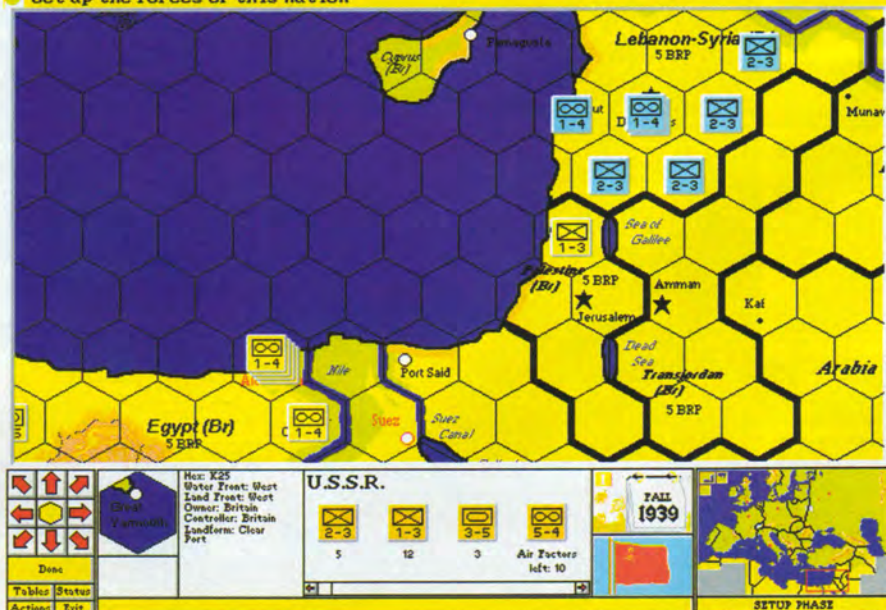 Set up the forces of this nation
Cyprus
(Br)
Famagusta
Lebanon-Syria
5 BRP
2-3
1-4
ut
D
1-4
s
2-3
Munav
2-3
2-3
1-3
Sea of
Galilee
Palestine
(Br)
5 BRP
Jerusalem
Amman
Kaf
1-4
Nile
Port Said
Dead
Sea
Transjordan
(Br)
5 BRP
Arabia
Egypt (Br)
5 BRP
1-4
Suez
Suez
Canal
Great
Yarmouth
Hex: K25
Water Front: West
Land Front: West
Owner: Britain
Controller: Britain
Landform: Clear
Port
U.S.S.R.
2-3
1-3
3-5
5-4
5
12
3
Air Factors
left: 10
FALL
1939
Done
Tables Status
Actions Exit
SETUP PHASE